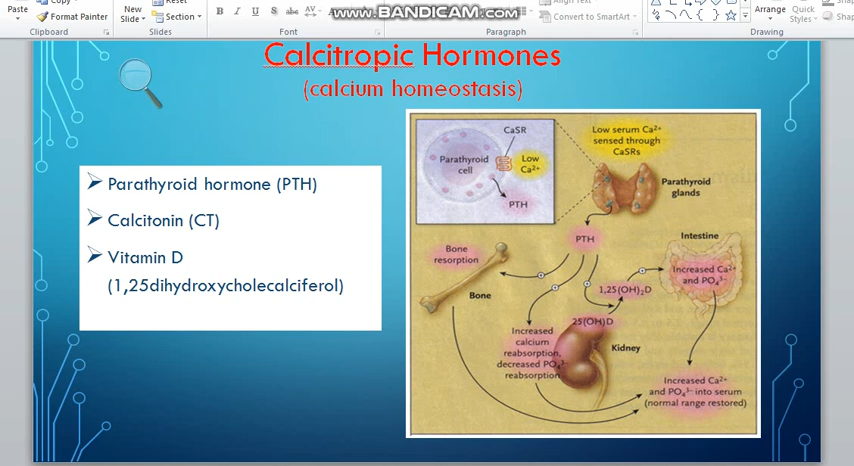 Paste
Copy
Format Painter
Clipboard
New
Slide
Reset
Section
Slides
B I U S abc
Font
www.BANDICAM.com
Paragraph
Align Text
Convert to SmartArt
Arrange
Quick
Styles
Shap
Shap
Drawing
Calcitropic Hormones
(calcium homeostasis)
Parathyroid hormone (PTH)
Calcitonin (CT)
Vitamin D
(1,25dihydroxycholecalciferol)
CaSR
Parathyroid
cell
Low
Ca2+
PTH
Low serum Ca2+
sensed through
CaSRs
Parathyroid
glands
PTH
Bone
resorption
Bone
Intestine
Increased Ca2+
and PO₄3–
1,25(OH)₂D
25(OH)D
Kidney
Increased
calcium
reabsorption,
decreased PO₄3–
reabsorption
Increased Ca2+
and PO₄3– into serum
(normal range restored)